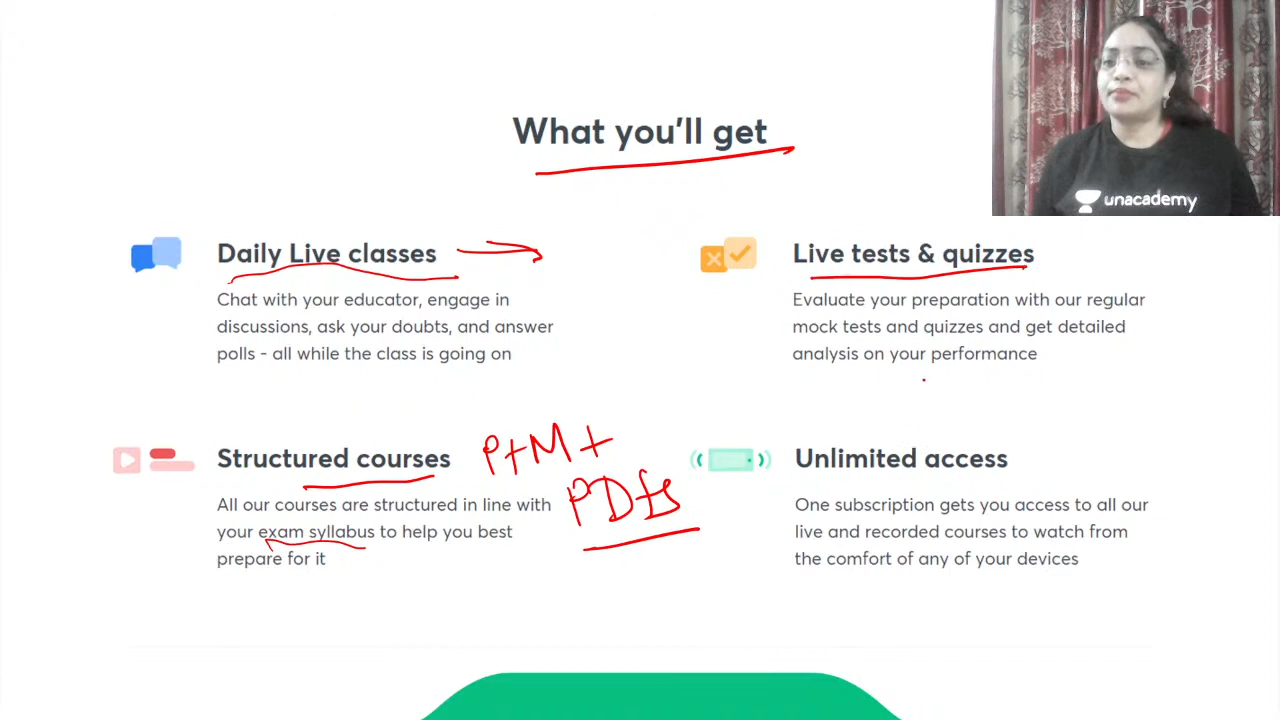 What you'll get
unacademy
Daily Live classes
Chat with your educator, engage in
discussions, ask your doubts, and answer
polls - all while the class is going on
Live tests & quizzes
Evaluate your preparation with our regular
mock tests and quizzes and get detailed
analysis on your performance
Structured courses
All our courses are structured in line with
your exam syllabus to help you best
prepare for it
P+M+
PDfs
Unlimited access
One subscription gets you access to all our
live and recorded courses to watch from
the comfort of any of your devices